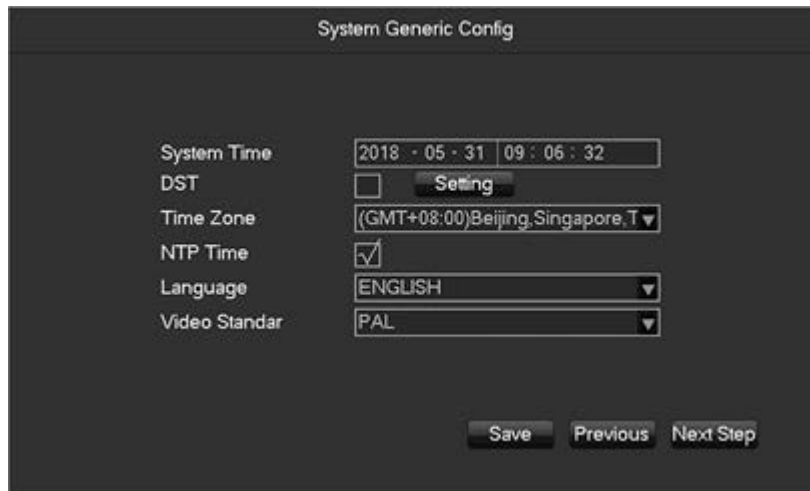 System Generic Config
System Time 2018 - 05 - 31 09 : 06 : 32
DST Setting
Time Zone (GMT+08:00)Beijing,Singapore,T
NTP Time
Language ENGLISH
Video Standar PAL
Save Previous Next Step